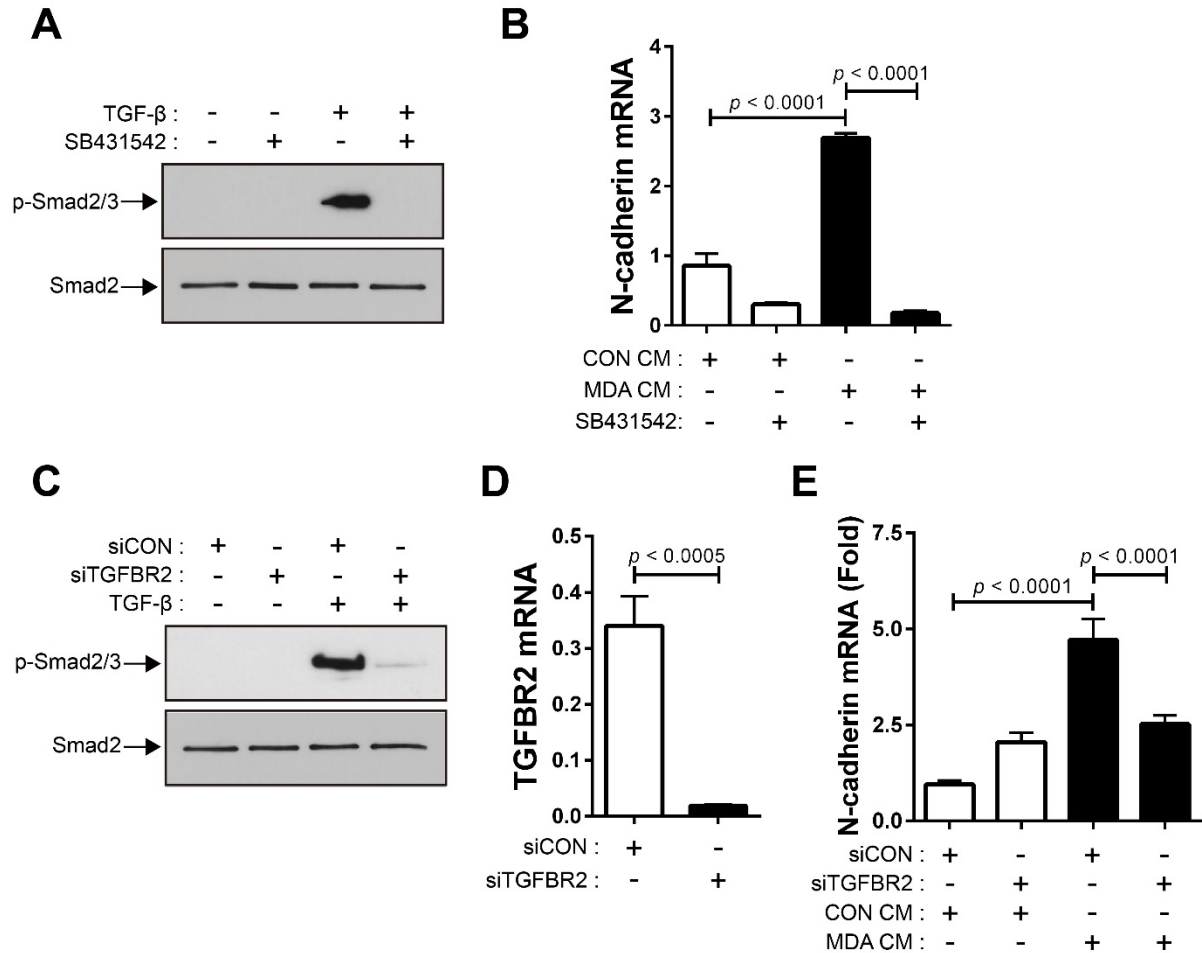 A
TGF-β : - - + +
SB431542 : - + - +
p-Smad2/3
Smad2
B
N-cadherin mRNA
4
3
2
1
0
p < 0.0001
p < 0.0001
CON CM : + + - -
MDA CM : - - + +
SB431542: - + - +
C
siCON : + - + -
siTGFBR2 : - + - +
TGF-β : - - + +
p-Smad2/3
Smad2
D
TGFBR2 mRNA
0.5
0.4
0.3
0.2
0.1
0.0
p < 0.0005
siCON : + -
siTGFBR2 : - +
E
N-cadherin mRNA (Fold)
7.5
5.0
2.5
0.0
p < 0.0001
p < 0.0001
siCON : + - + -
siTGFBR2 : - + - +
CON CM : + + - -
MDA CM : - - + +